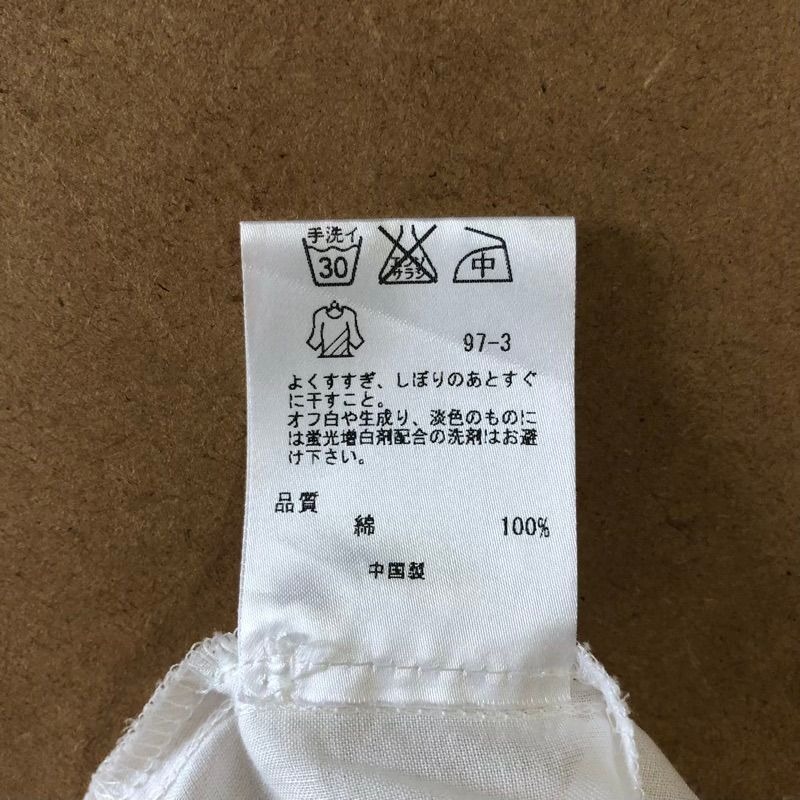 手洗イ
30
エンソ
サラシ
中
97-3
よくすすぎ、しぼりのあとすぐ
に干すこと。
オフ白や生成り、淡色のものに
は蛍光増白剤配合の洗剤はお避
け下さい。
品質
綿 100%
中国製